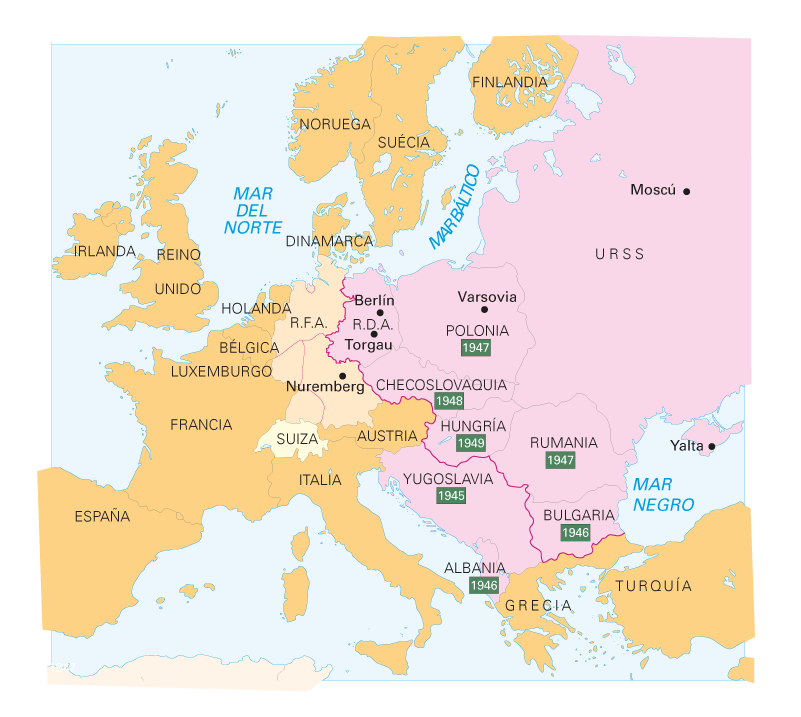 FINLANDIA
NORUEGA
SUÉCIA
MAR BÁLTICO
Moscú
MAR
DEL
NORTE
DINAMARCA
IRLANDA
REINO
UNIDO
URSS
HOLANDA
Berlín
Varsovia
R.F.A.
R.D.A.
POLONIA
1947
Torgau
BÉLGICA
LUXEMBURGO
Nuremberg
CHECOSLOVAQUIA
1948
FRANCIA
SUIZA
AUSTRIA
HUNGRÍA
1949
RUMANIA
1947
Yalta
ITALÍA
YUGOSLAVIA
1945
MAR
NEGRO
ESPAÑA
BULGARIA
1946
ALBANIA
1946
GRECIA
TURQUÍA